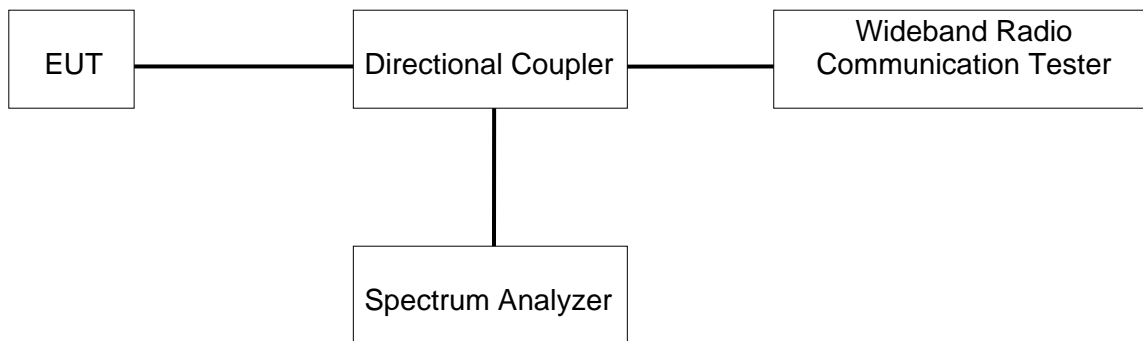 EUT
Directional Coupler
Wideband Radio
Communication Tester
Spectrum Analyzer